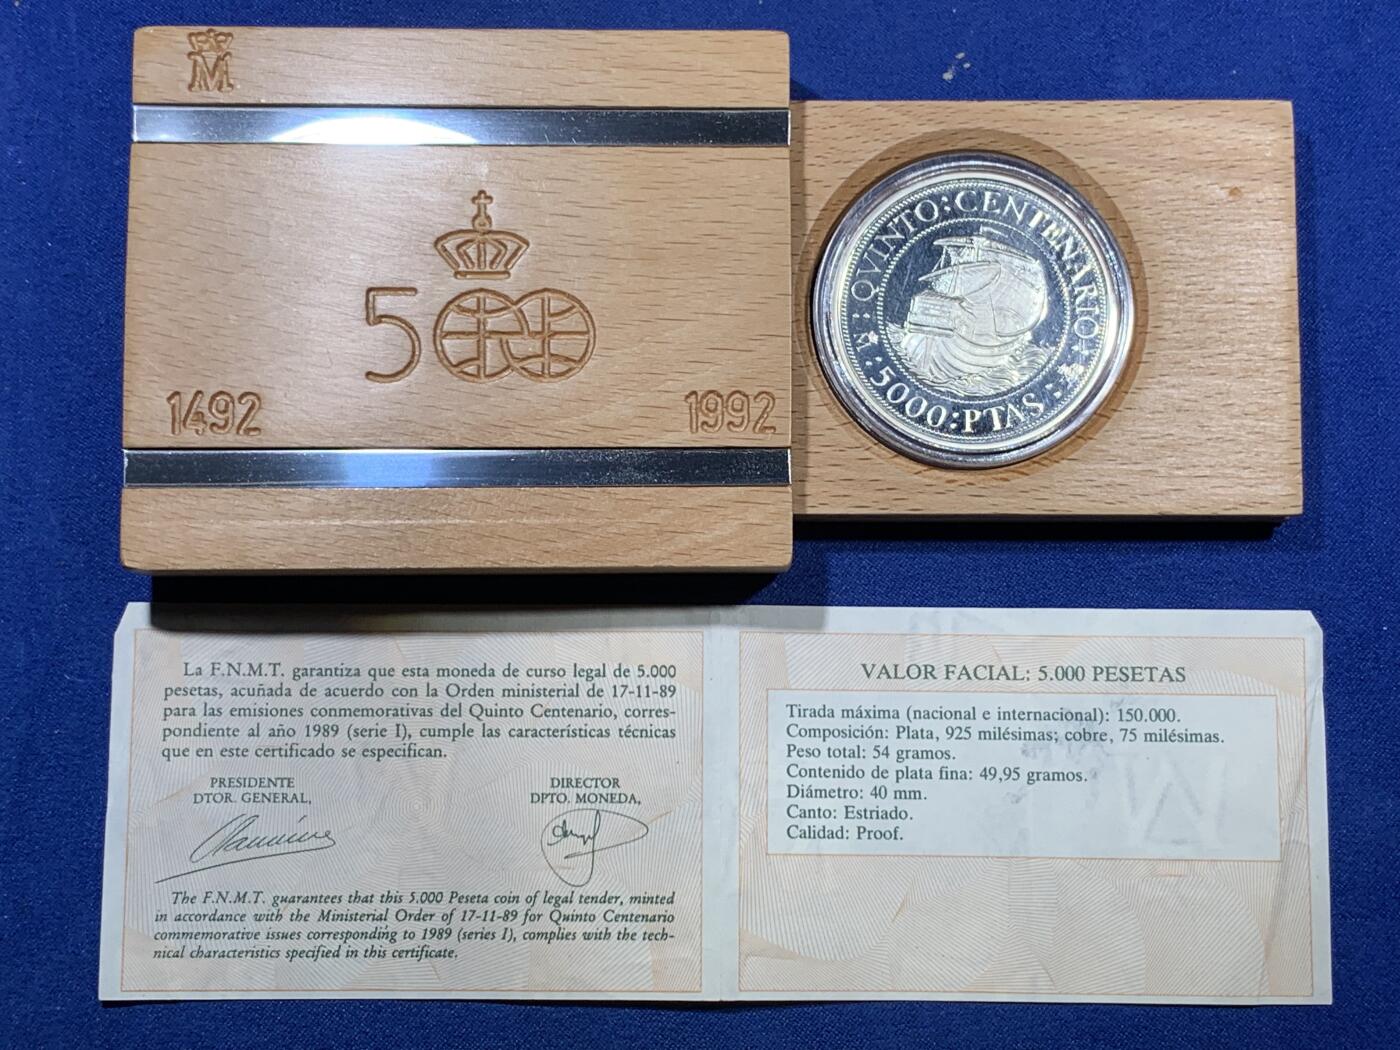 M
500
1492
1992
QVINTO:CENTENARIO
M
5000:PTAS
La F.N.M.T. garantiza que esta moneda de curso legal de 5.000
pesetas, acuñada de acuerdo con la Orden ministerial de 17-11-89
para las emisiones conmemorativas del Quinto Centenario, corres-
pondiente al año 1989 (serie I), cumple las características técnicas
que en este certificado se especifican.
PRESIDENTE
DTOR. GENERAL,
DIRECTOR
DPTO. MONEDA,
The F.N.M.T. guarantees that this 5.000 Peseta coin of legal tender, minted
in accordance with the Ministerial Order of 17-11-89 for Quinto Centenario
commemorative issues corresponding to 1989 (series I), complies with the tech-
nical characteristics specified in this certificate.
VALOR FACIAL: 5.000 PESETAS
Tirada máxima (nacional e internacional): 150.000.
Composición: Plata, 925 milésimas; cobre, 75 milésimas.
Peso total: 54 gramos.
Contenido de plata fina: 49,95 gramos.
Diámetro: 40 mm.
Canto: Estriado.
Calidad: Proof.